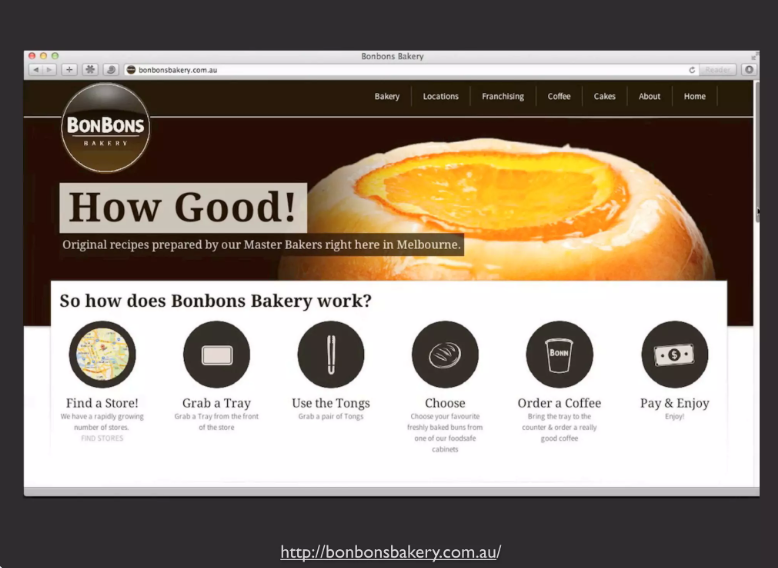 Bonbons Bakery
bonbonsbakery.com.au
Reader
Bakery
Locations
Franchising
Coffee
Cakes
About
Home
BONBONS
BAKERY
How Good!
Original recipes prepared by our Master Bakers right here in Melbourne.
So how does Bonbons Bakery work?
Find a Store!
We have a rapidly growing
number of stores.
FIND STORES
Grab a Tray
Grab a Tray from the front
of the store
Use the Tongs
Grab a pair of Tongs
Choose
Choose your favourite
freshly baked buns from
one of our foodsafe
cabinets
Order a Coffee
Bring the tray to the
counter & order a really
good coffee
$
Pay & Enjoy
Enjoy!
http://bonbonsbakery.com.au/